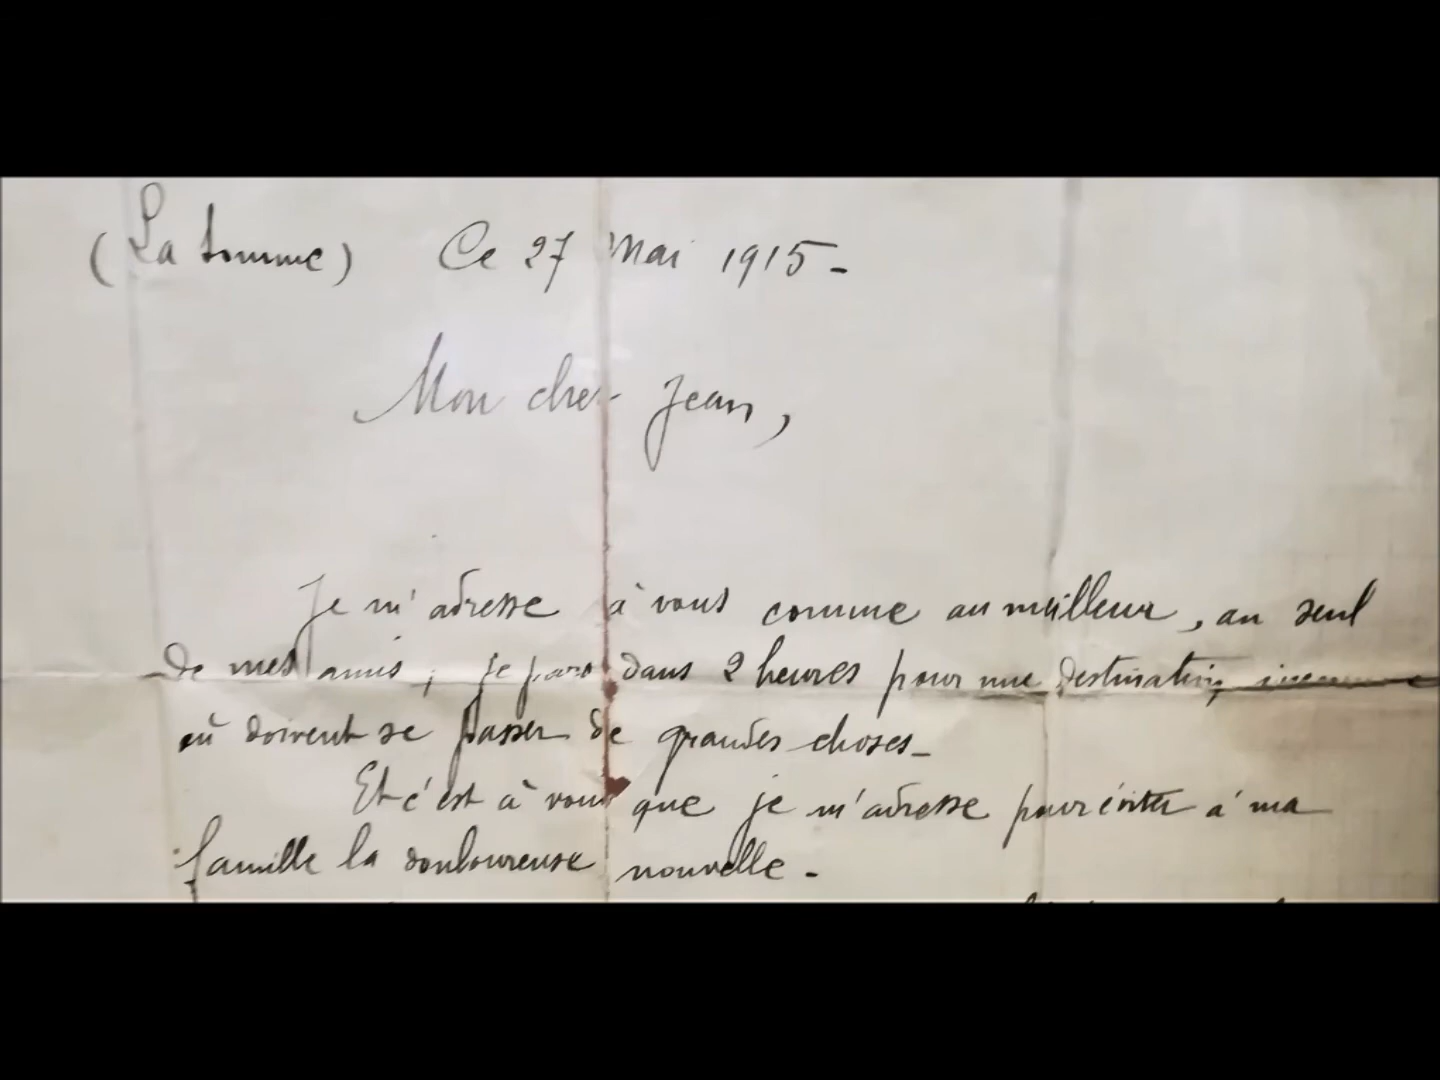 (La Somme) Ce 27 Mai 1915 -
Mon cher Jean,
Je m'adresse à vous comme au meilleur, au seul
de mes amis ; je pars dans 2 heures pour une destination inconnue
où doivent se passer de grandes choses -
Et c'est à vous que je m'adresse pour éviter à ma
famille la douloureuse nouvelle -